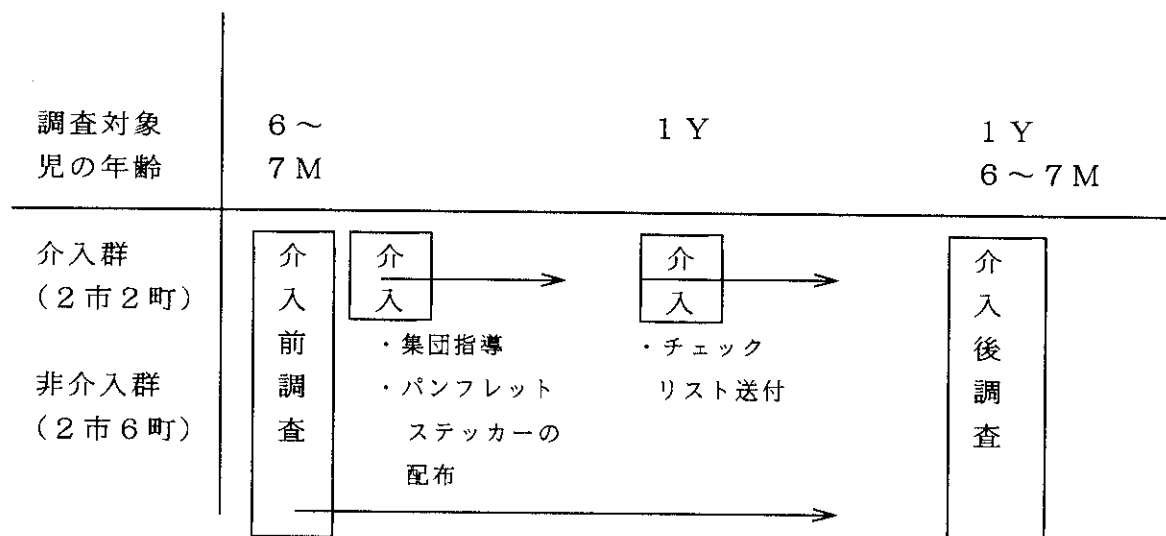 調査対象 6～ 1Y 1Y
児の年齢 7M 6～7M
介入群
(2市2町)
非介入群
(2市6町)
介入前調査
介入
・集団指導
・パンフレット
ステッカーの
配布
介入
・チェック
リスト送付
介入後調査